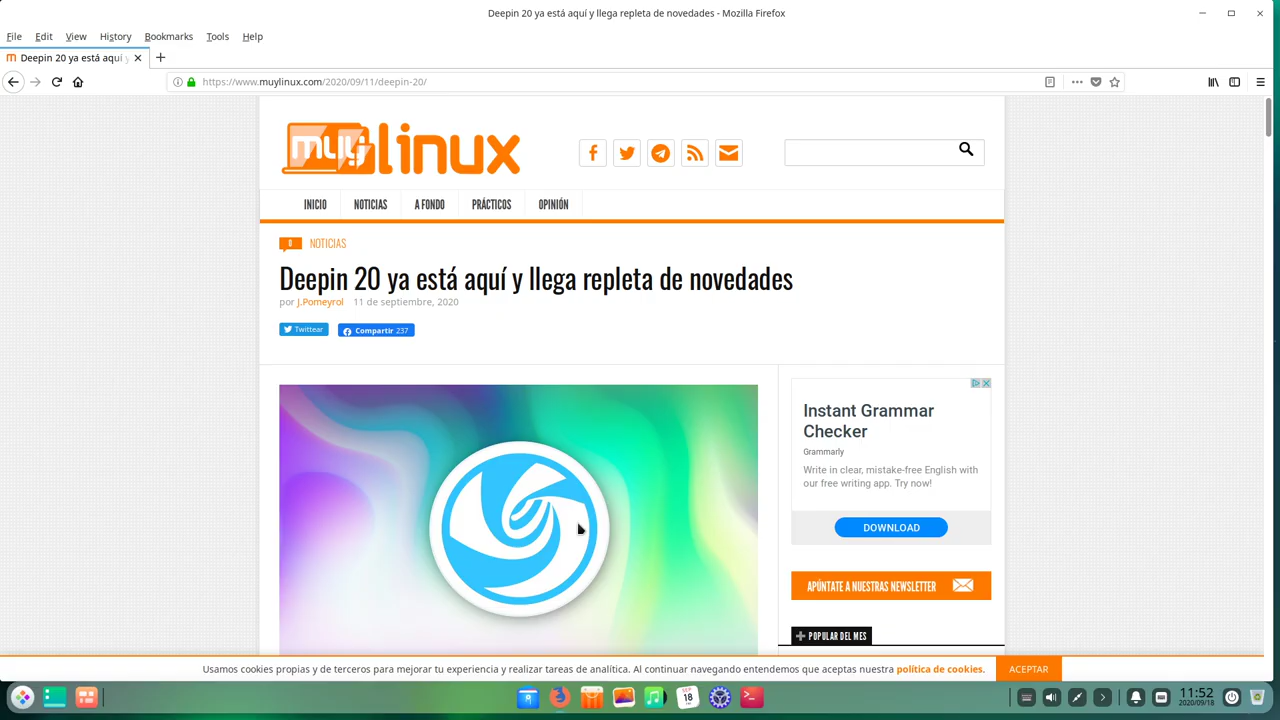 Deepin 20 ya está aquí y llega repleta de novedades - Mozilla Firefox
File Edit View History Bookmarks Tools Help
Deepin 20 ya está aquí y
https://www.muylinux.com/2020/09/11/deepin-20/
muylinux
INICIO NOTICIAS A FONDO PRÁCTICOS OPINIÓN
0 NOTICIAS
Deepin 20 ya está aquí y llega repleta de novedades
por J.Pomeyrol 11 de septiembre, 2020
Twittear Compartir 237
Instant Grammar
Checker
Grammarly
Write in clear, mistake-free English with
our free writing app. Try now!
DOWNLOAD
APÚNTATE A NUESTRAS NEWSLETTER
POPULAR DEL MES
Usamos cookies propias y de terceros para mejorar tu experiencia y realizar tareas de analítica. Al continuar navegando entendemos que aceptas nuestra política de cookies. ACEPTAR
SEP
18
11:52
2020/09/18